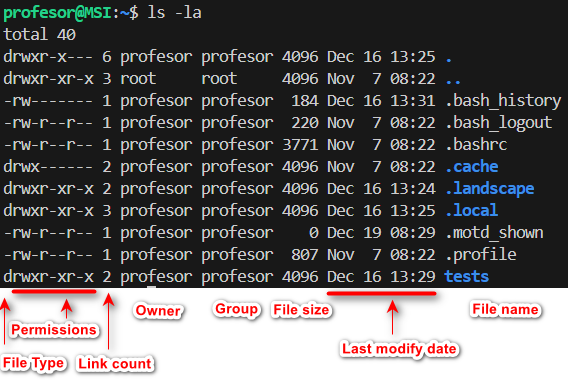 profesor@MSI:~$ ls -la
total 40
drwxr-x--- 6 profesor profesor 4096 Dec 16 13:25 .
drwxr-xr-x 3 root     root     4096 Nov  7 08:22 ..
-rw------- 1 profesor profesor  184 Dec 16 13:31 .bash_history
-rw-r--r-- 1 profesor profesor  220 Nov  7 08:22 .bash_logout
-rw-r--r-- 1 profesor profesor 3771 Nov  7 08:22 .bashrc
drwx------ 2 profesor profesor 4096 Nov  7 08:22 .cache
drwxr-xr-x 2 profesor profesor 4096 Dec 16 13:24 .landscape
drwxr-xr-x 3 profesor profesor 4096 Dec 16 13:25 .local
-rw-r--r-- 1 profesor profesor    0 Dec 19 08:29 .motd_shown
-rw-r--r-- 1 profesor profesor  807 Nov  7 08:22 .profile
drwxr-xr-x 2 profesor profesor 4096 Dec 16 13:29 tests
Owner Group File size File name
Permissions
Last modify date
File Type Link count